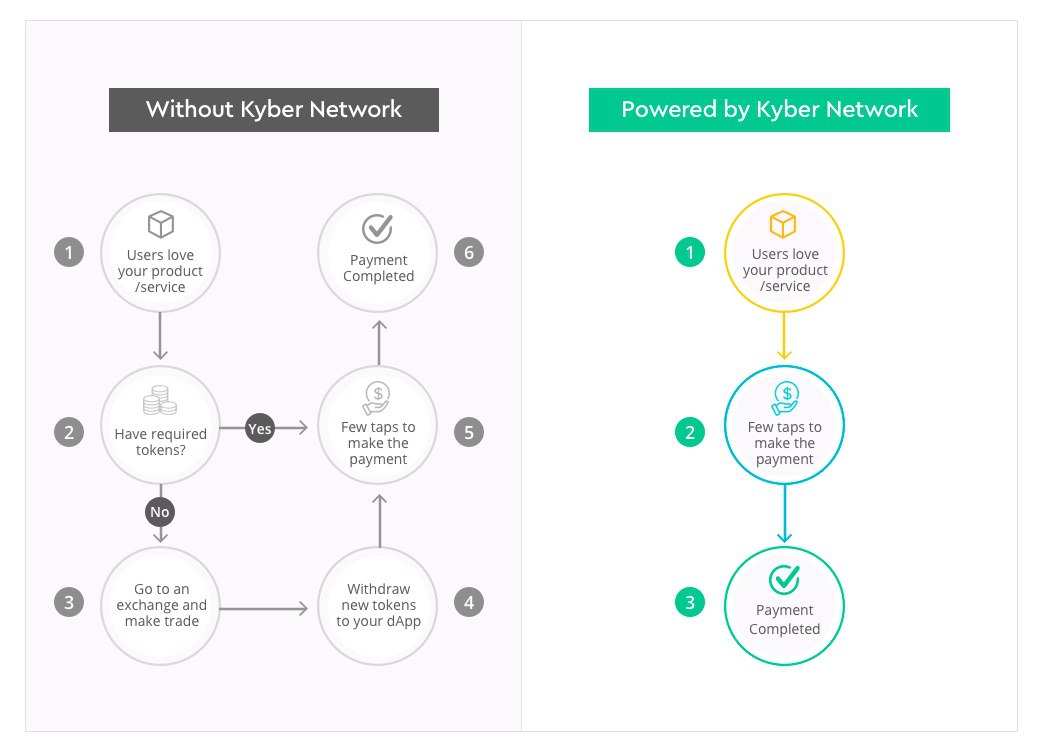 Without Kyber Network
1
Users love
your product
/service
2
Have required
tokens?
Yes
No
3
Go to an
exchange and
make trade
4
Withdraw
new tokens
to your dApp
5
$
Few taps to
make the
payment
6
Payment
Completed
Powered by Kyber Network
1
Users love
your product
/service
2
$
Few taps to
make the
payment
3
Payment
Completed